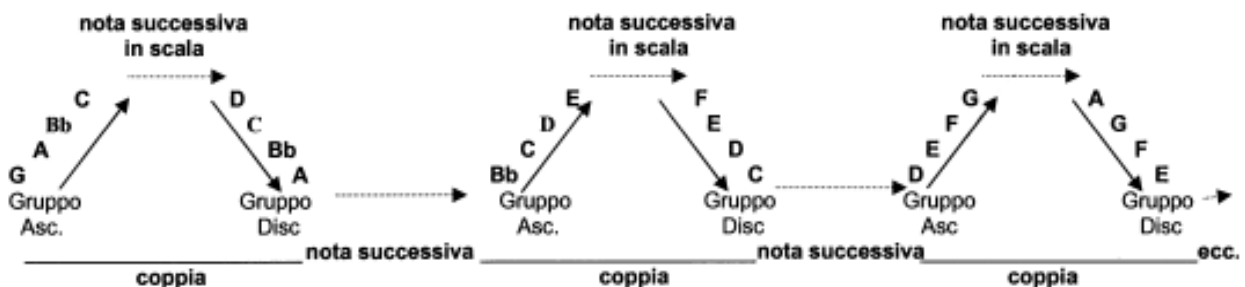 nota successiva nota successiva nota successiva
in scala in scala in scala
C D E F G A
Bb C D E F G
A Bb C D E F
G A Bb C D E
Gruppo Gruppo Gruppo Gruppo Gruppo Gruppo
Asc. Disc Asc. Disc Asc Disc
nota successiva nota successiva ecc.
coppia coppia coppia